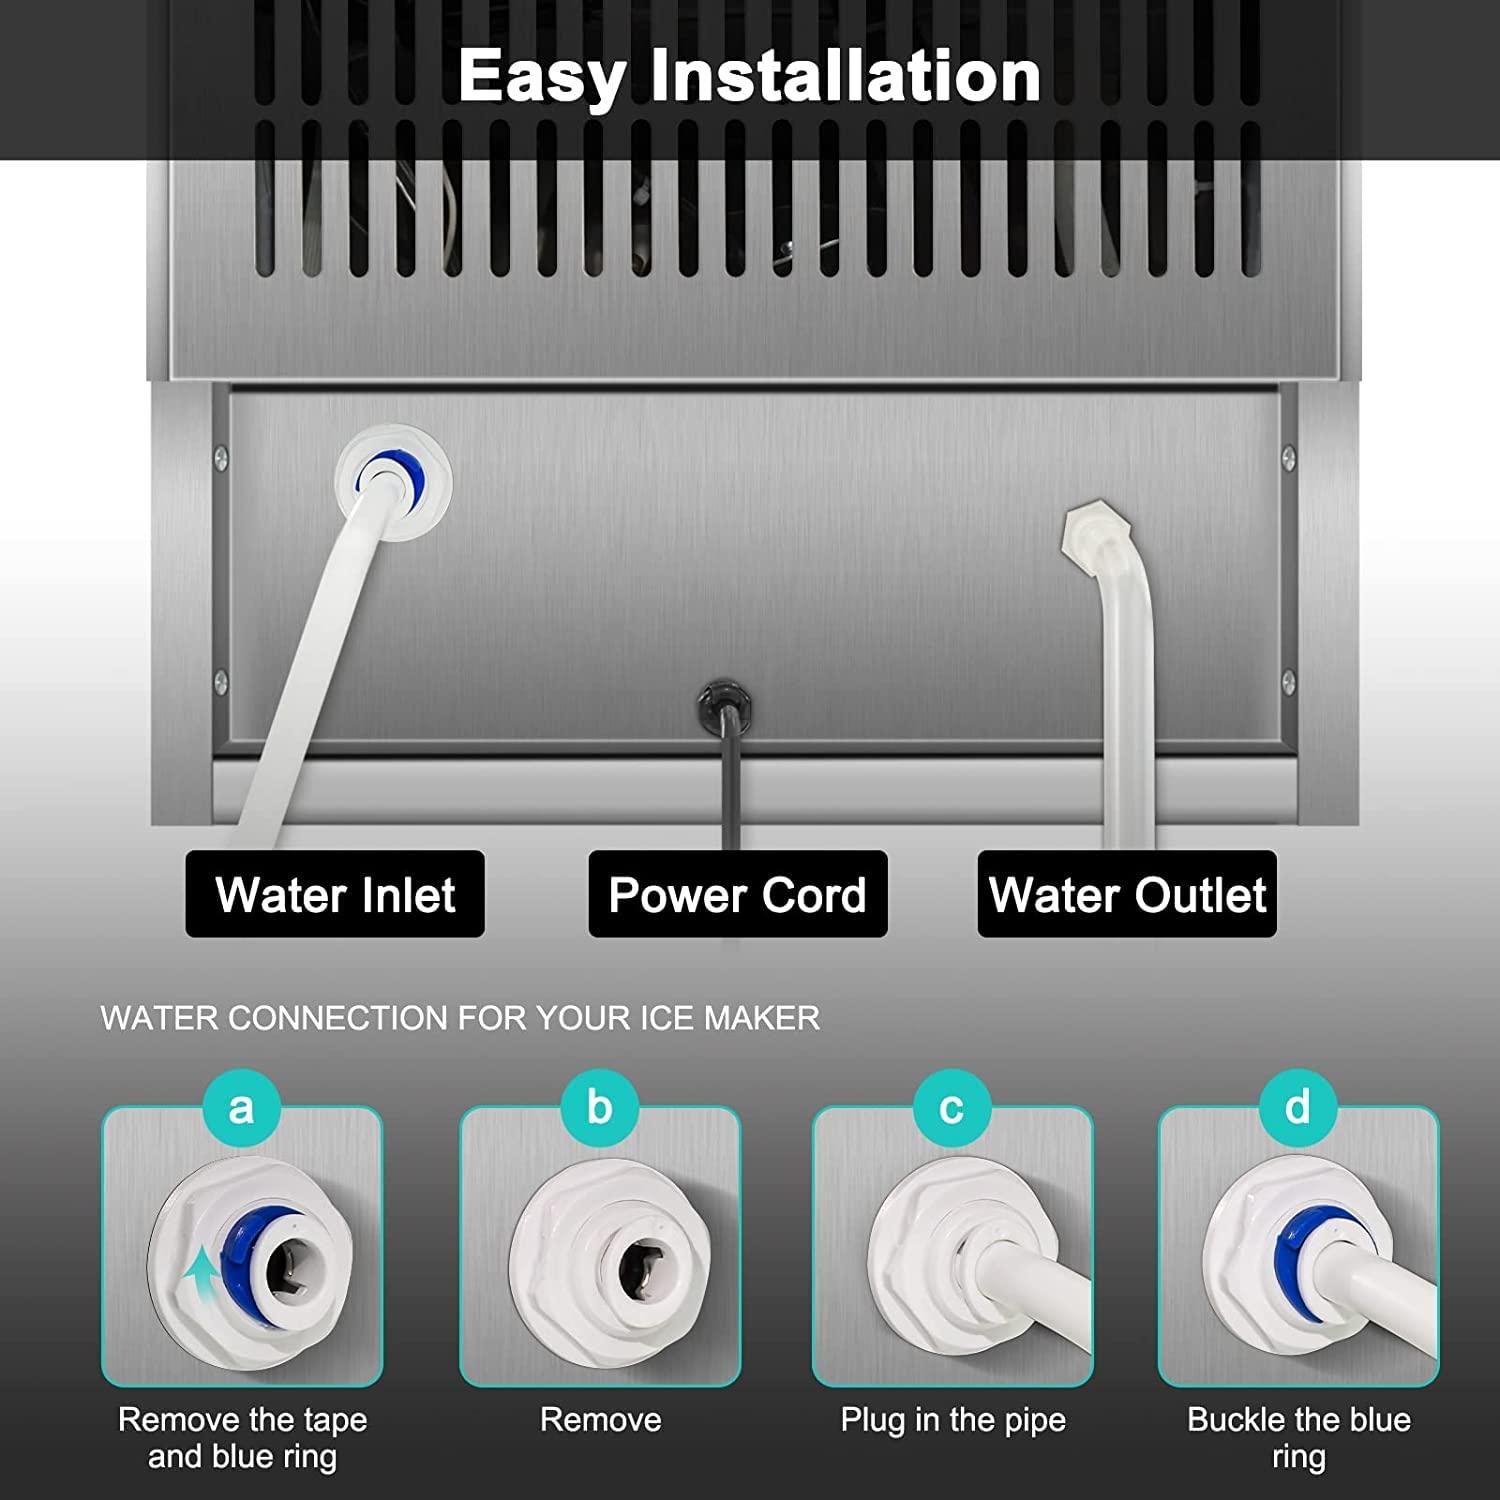 Easy Installation
Water Inlet
Power Cord
Water Outlet
WATER CONNECTION FOR YOUR ICE MAKER
a
b
c
d
Remove the tape
and blue ring
Remove
Plug in the pipe
Buckle the blue
ring